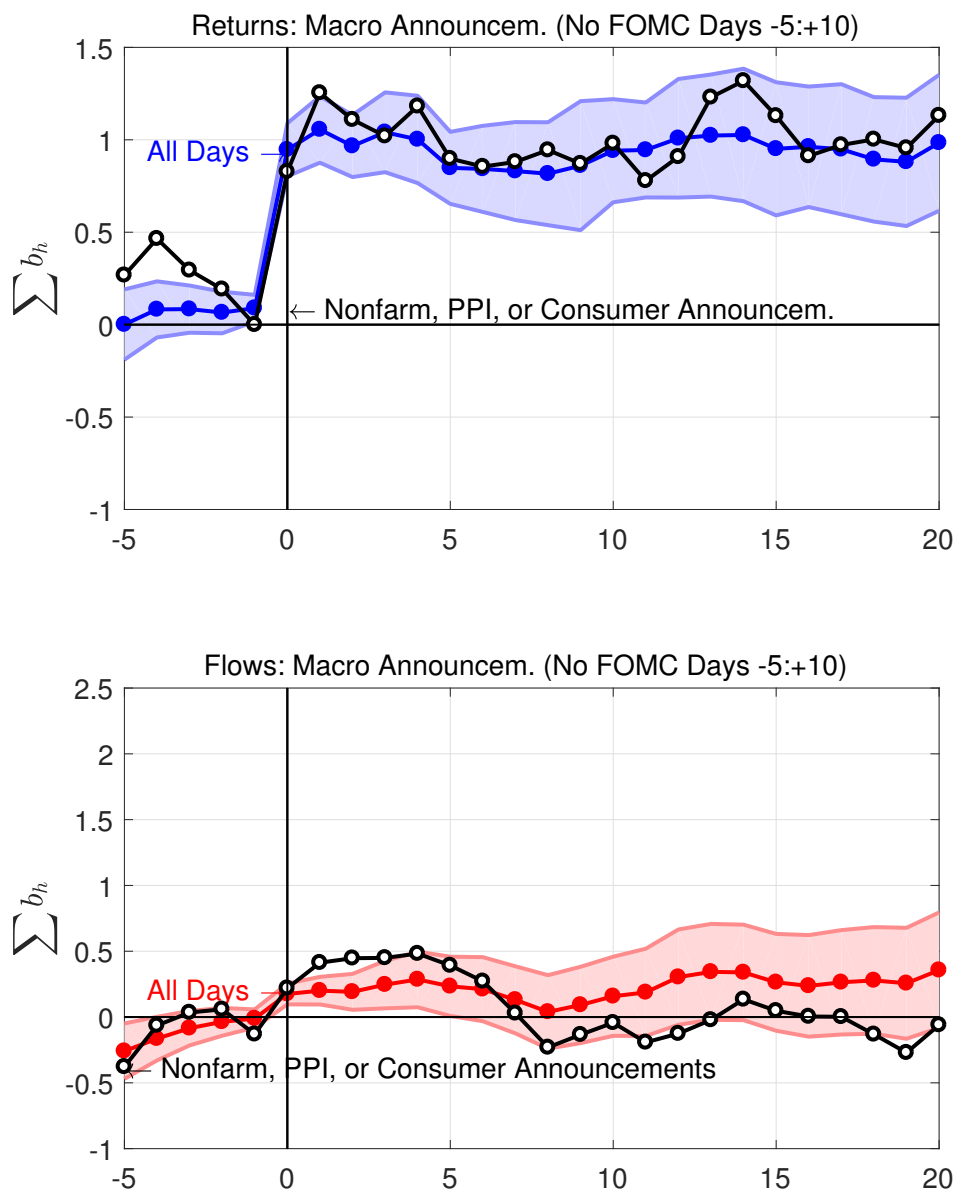 Returns: Macro Announcem. (No FOMC Days -5:+10)
1.5
1
All Days
0.5
∑ b_h
← Nonfarm, PPI, or Consumer Announcem.
0
-0.5
-1
-5 0 5 10 15 20
Flows: Macro Announcem. (No FOMC Days -5:+10)
2.5
2
1.5
1
∑ b_h
0.5
All Days
0
← Nonfarm, PPI, or Consumer Announcements
-0.5
-1
-5 0 5 10 15 20